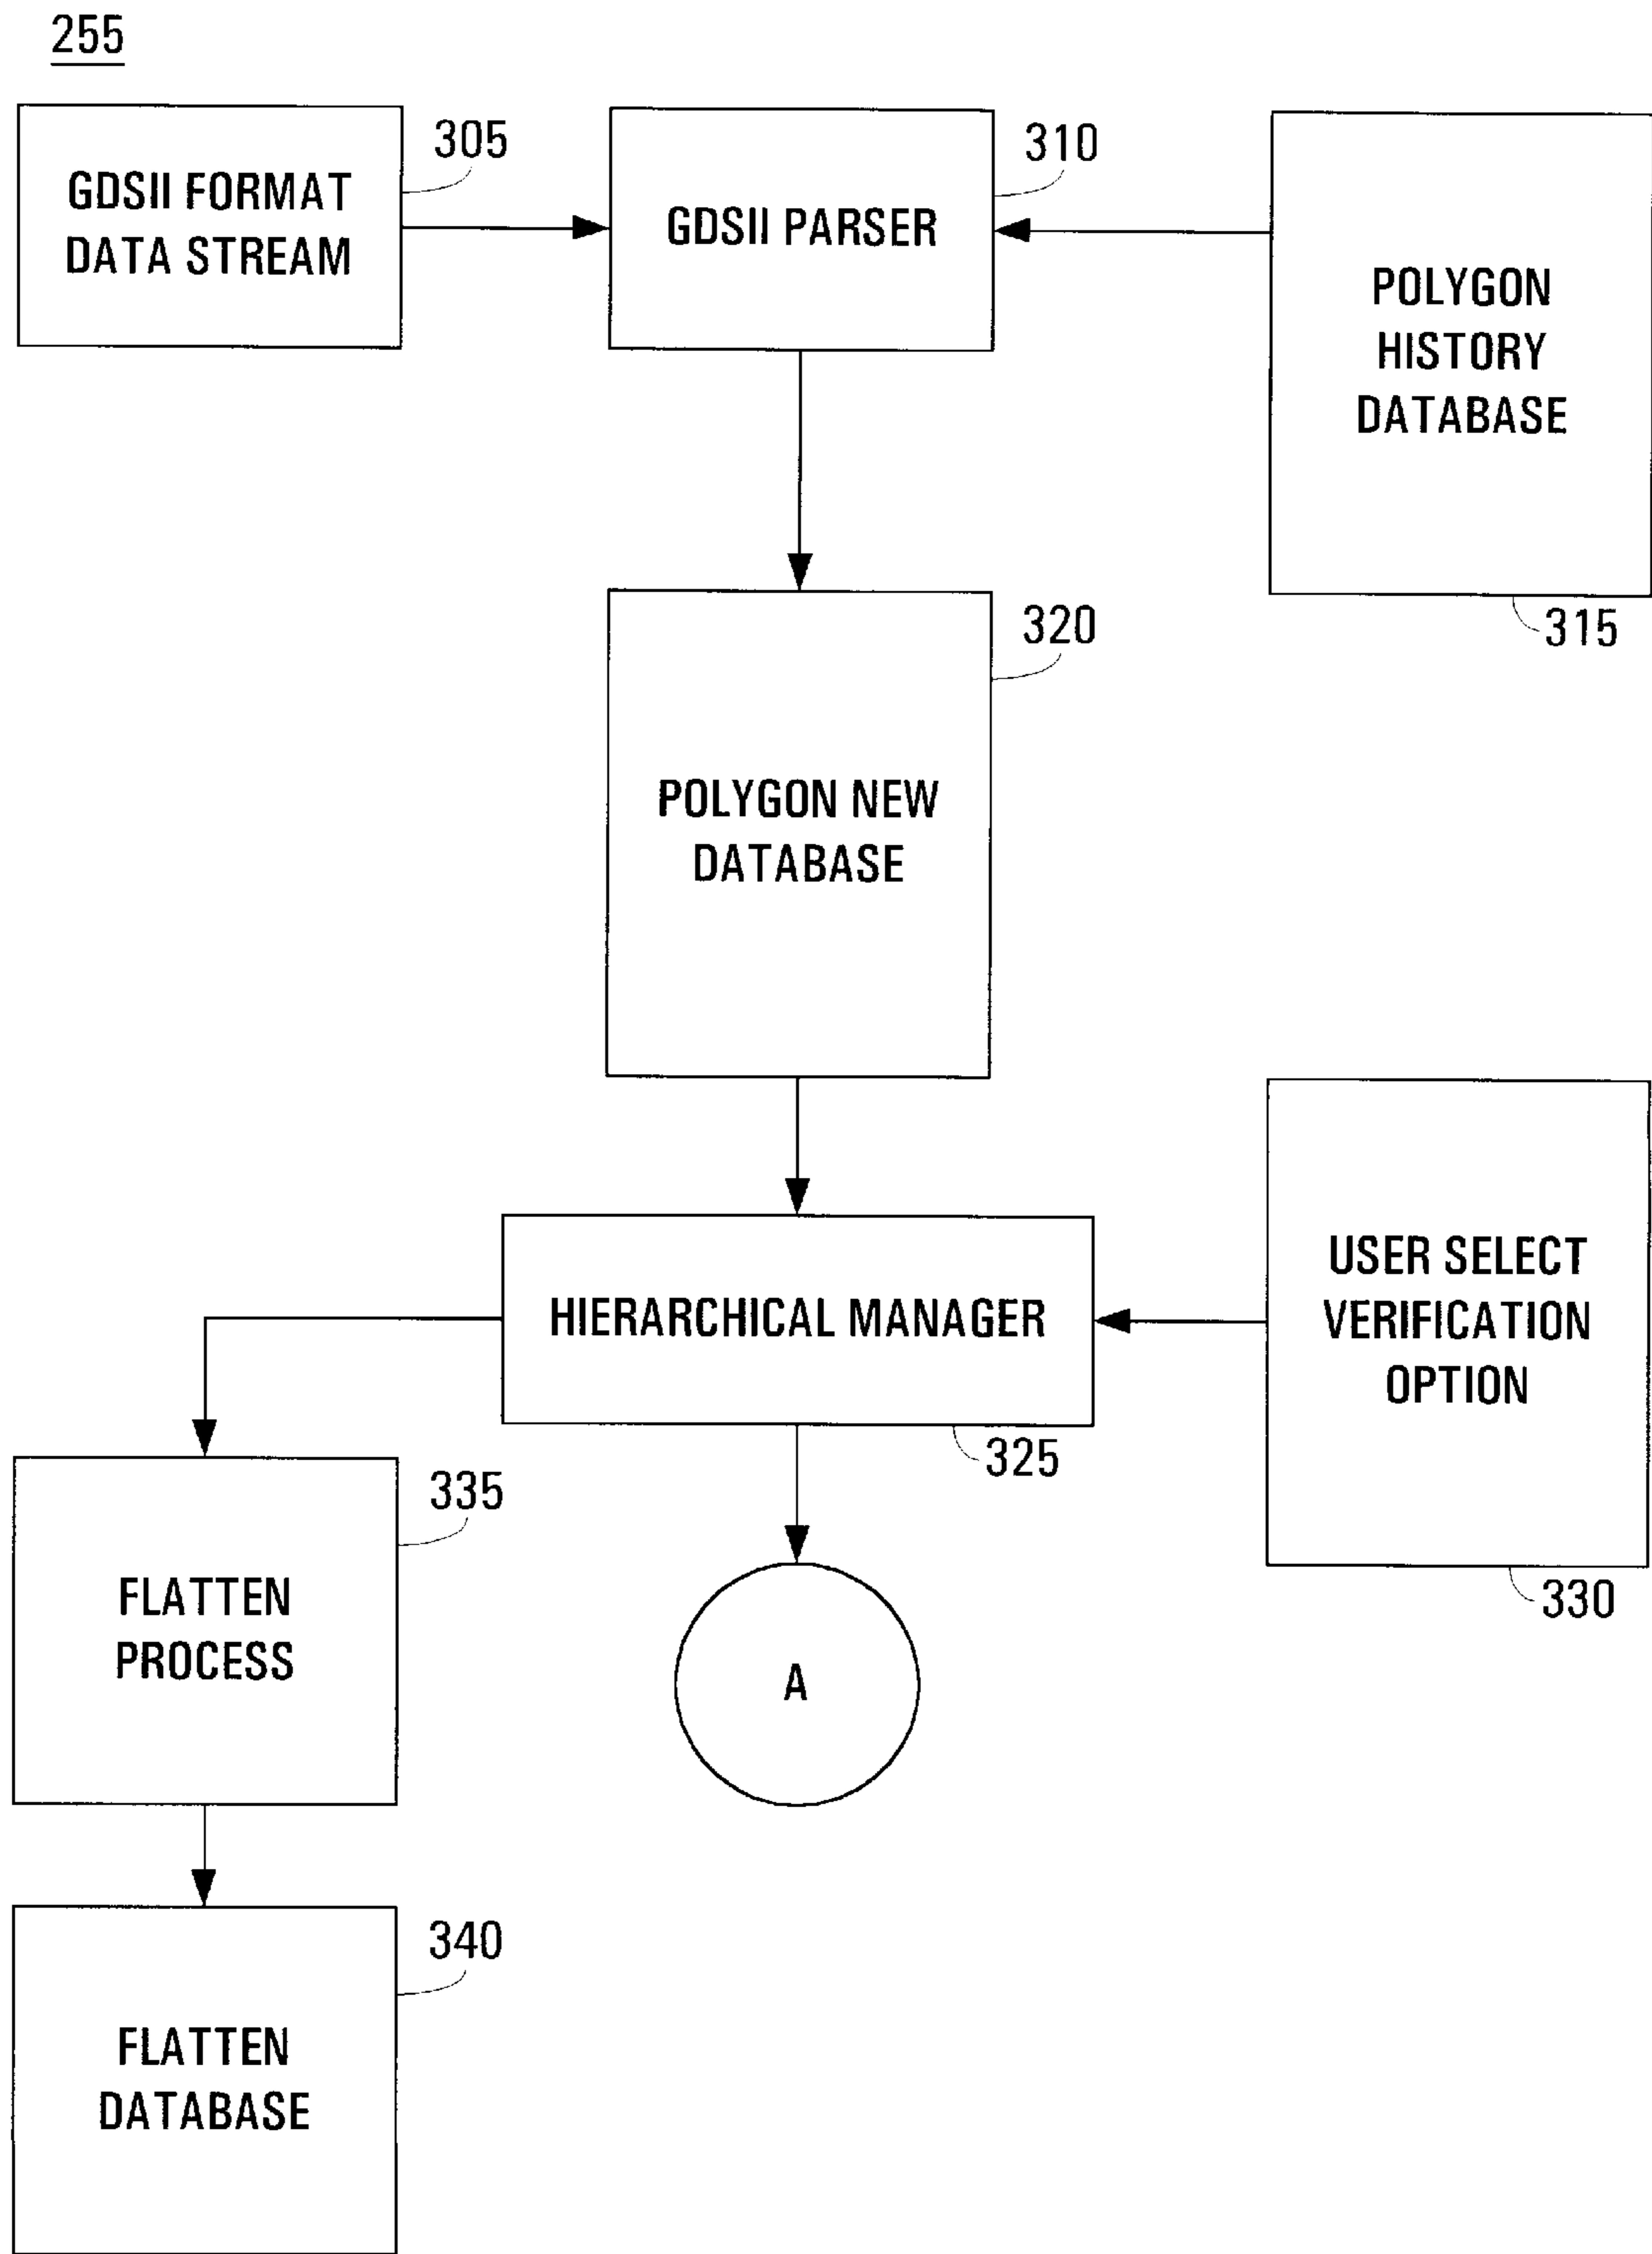 255
305
GDSII FORMAT
DATA STREAM
310
GDSII PARSER
POLYGON
HISTORY
DATABASE
315
320
POLYGON NEW
DATABASE
HIERARCHICAL MANAGER
325
USER SELECT
VERIFICATION
OPTION
330
335
FLATTEN
PROCESS
A
340
FLATTEN
DATABASE